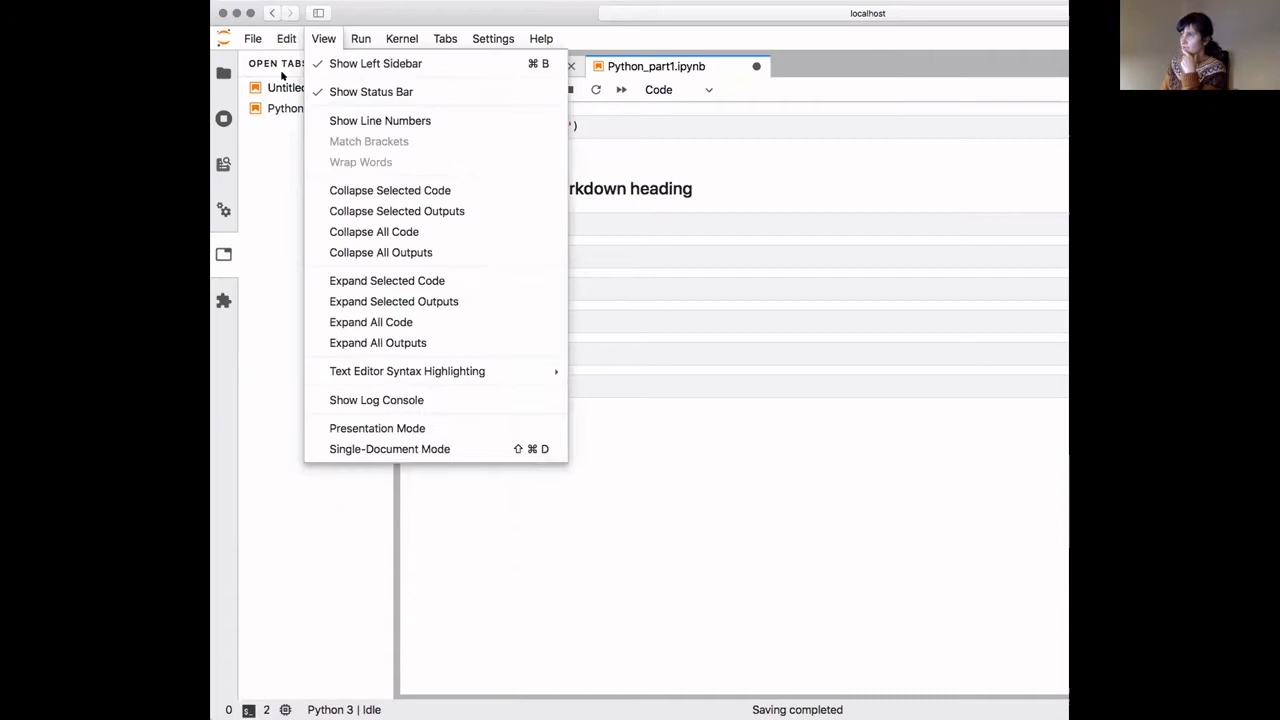 localhost
File Edit View Run Kernel Tabs Settings Help
OPEN TABS
Show Left Sidebar ⌘ B
Python_part1.ipynb
Untitled
Show Status Bar
Code
Python
Show Line Numbers
")
Match Brackets
Wrap Words
Collapse Selected Code
rkdown heading
Collapse Selected Outputs
Collapse All Code
Collapse All Outputs
Expand Selected Code
Expand Selected Outputs
Expand All Code
Expand All Outputs
Text Editor Syntax Highlighting
Show Log Console
Presentation Mode
Single-Document Mode ⇧ ⌘ D
0 2 Python 3 | Idle Saving completed